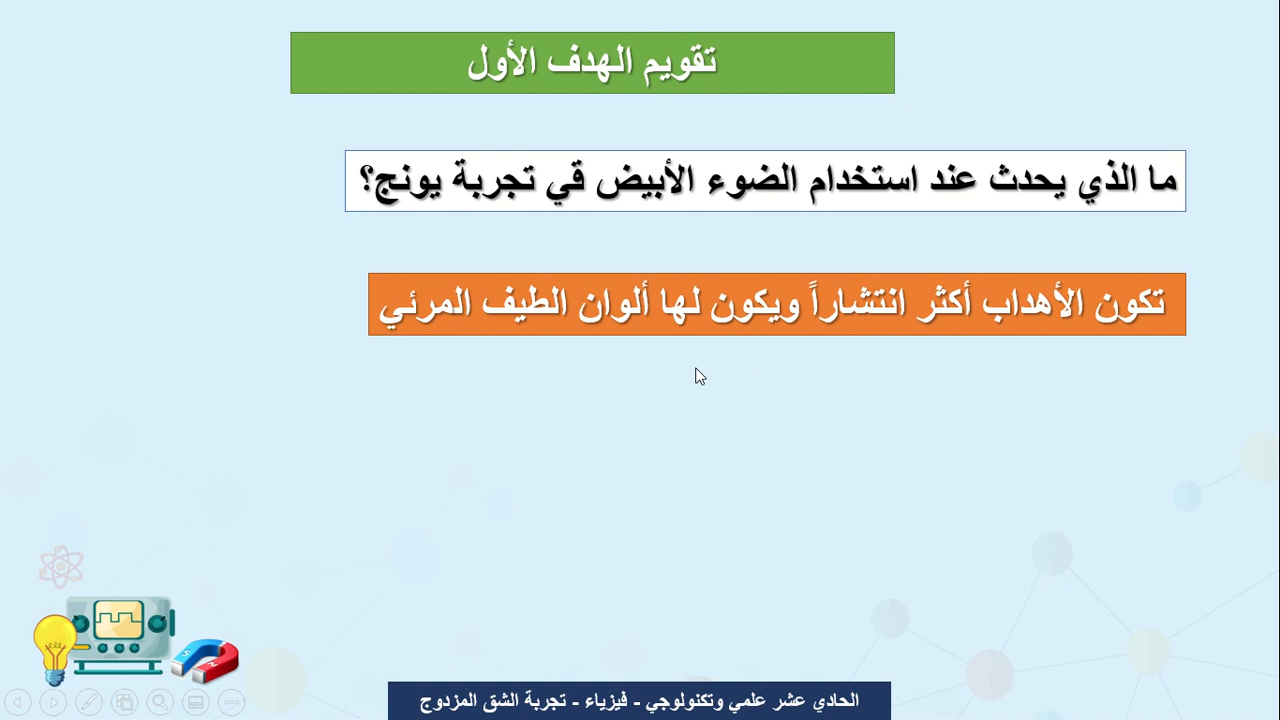 تقويم الهدف الأول
ما الذي يحدث عند استخدام الضوء الأبيض قي تجربة يونج؟
تكون الأهداب أكثر انتشاراً ويكون لها ألوان الطيف المرئي
الحادي عشر علمي وتكنولوجي - فيزياء - تجربة الشق المزدوج